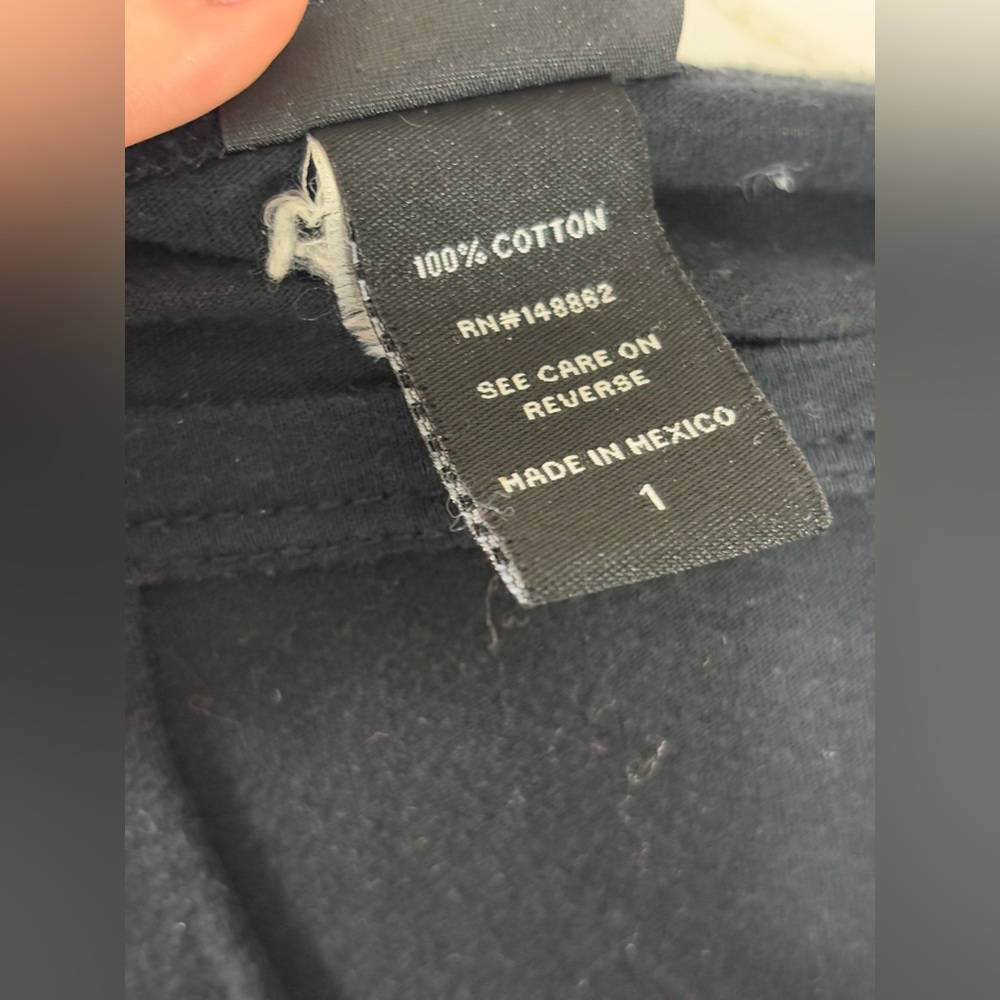 100% COTTON
RN#148862
SEE CARE ON
REVERSE
MADE IN MEXICO
1